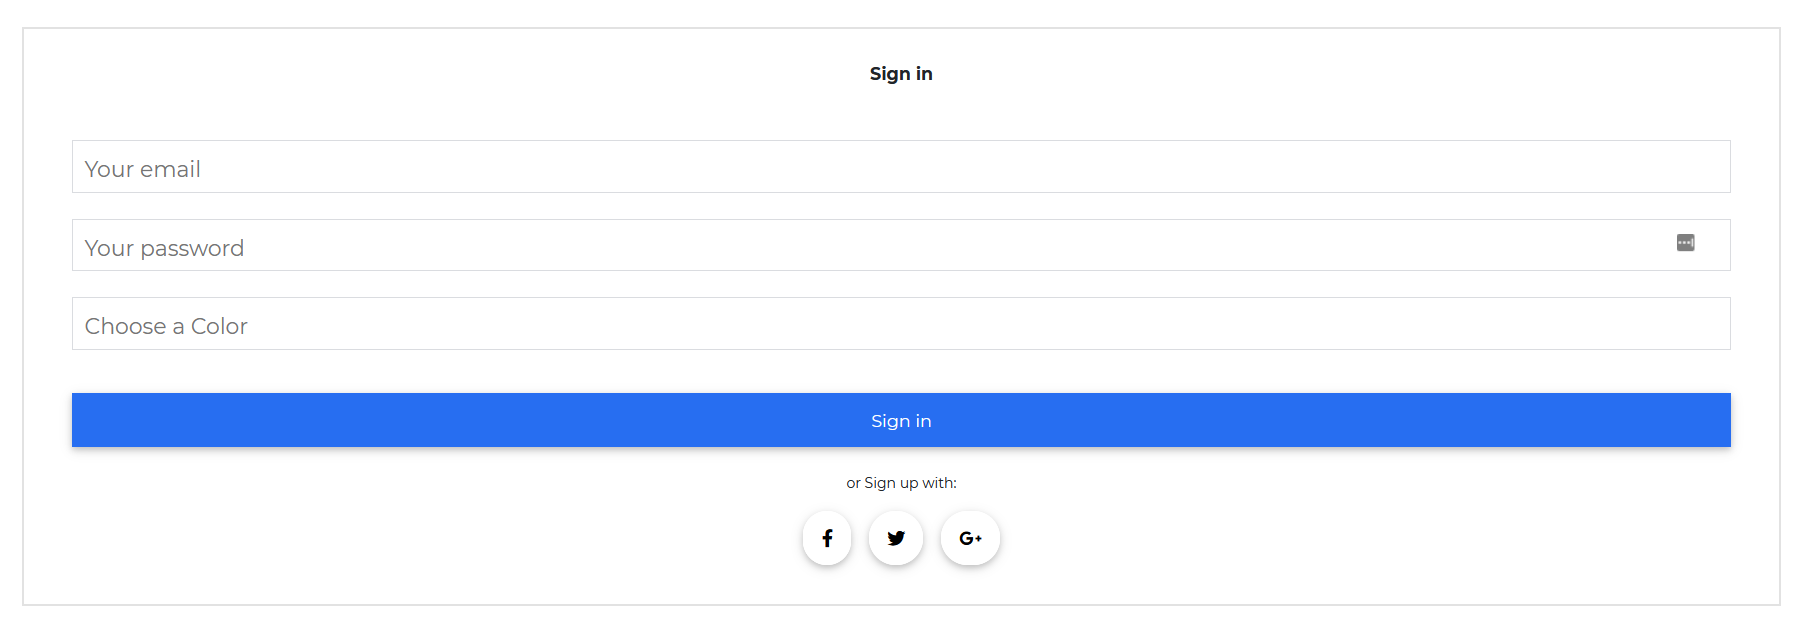 Sign in
Your email
Your password
Choose a Color
Sign in
or Sign up with:
G+